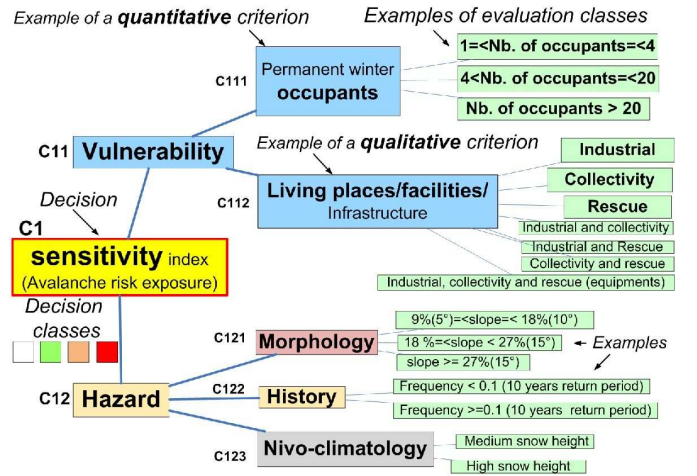 Example of a quantitative criterion
Examples of evaluation classes
C111
Permanent winter
occupants
1=<Nb. of occupants=<4
4<Nb. of occupants=<20
Nb. of occupants > 20
C11
Vulnerability
Example of a qualitative criterion
C112
Living places/facilities/
Infrastructure
Industrial
Collectivity
Rescue
Industrial and collectivity
Industrial and Rescue
Collectivity and rescue
Industrial, collectivity and rescue (equipments)
Decision
C1
sensitivity index
(Avalanche risk exposure)
Decision
classes
C12
Hazard
C121
Morphology
9%(5°)=<slope=< 18%(10°)
18 %=<slope < 27%(15°)
slope >= 27%(15°)
Examples
C122
History
Frequency < 0.1 (10 years return period)
Frequency >=0.1 (10 years return period)
C123
Nivo-climatology
Medium snow height
High snow height